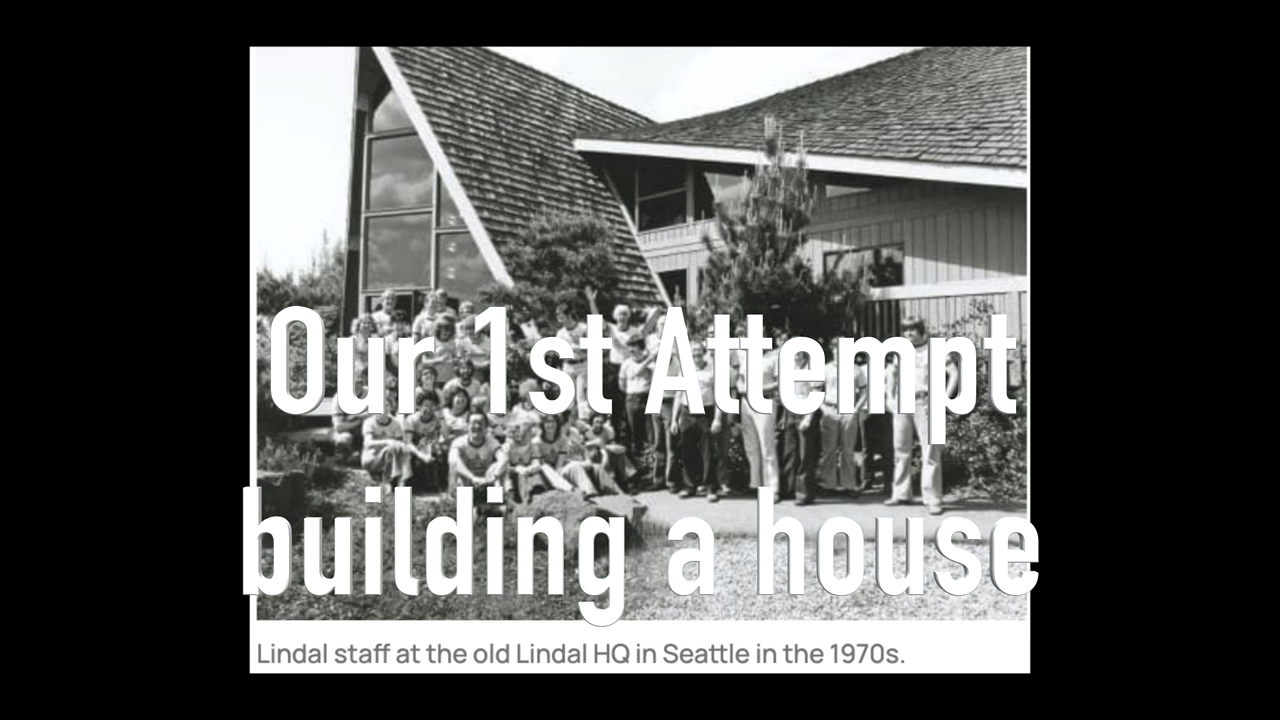 Our 1st Attempt
building a house
Lindal staff at the old Lindal HQ in Seattle in the 1970s.